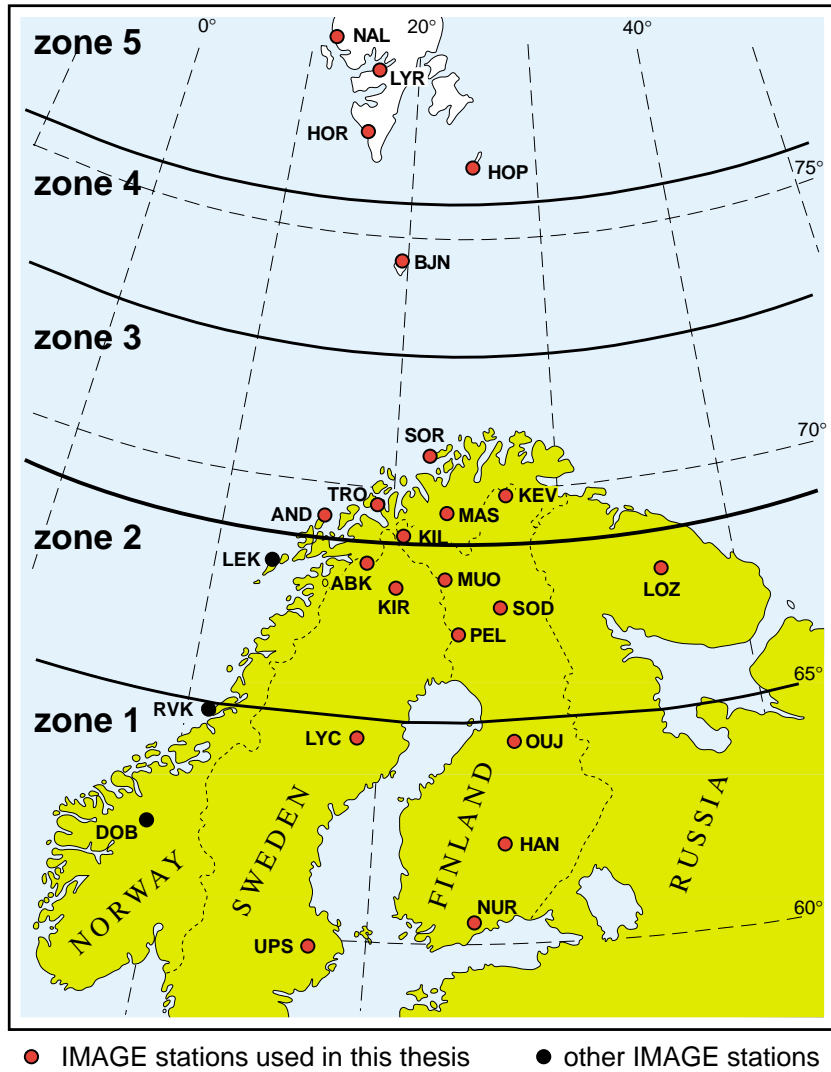 0°
20°
40°
zone 5
NAL
LYR
HOR
HOP
75°
zone 4
BJN
zone 3
70°
SOR
TRO
KEV
AND
MAS
zone 2
KIL
LEK
ABK
MUO
LOZ
KIR
SOD
PEL
65°
zone 1
RVK
LYC
OUJ
DOB
HAN
NORWAY
SWEDEN
FINLAND
RUSSIA
NUR
60°
UPS
IMAGE stations used in this thesis
other IMAGE stations